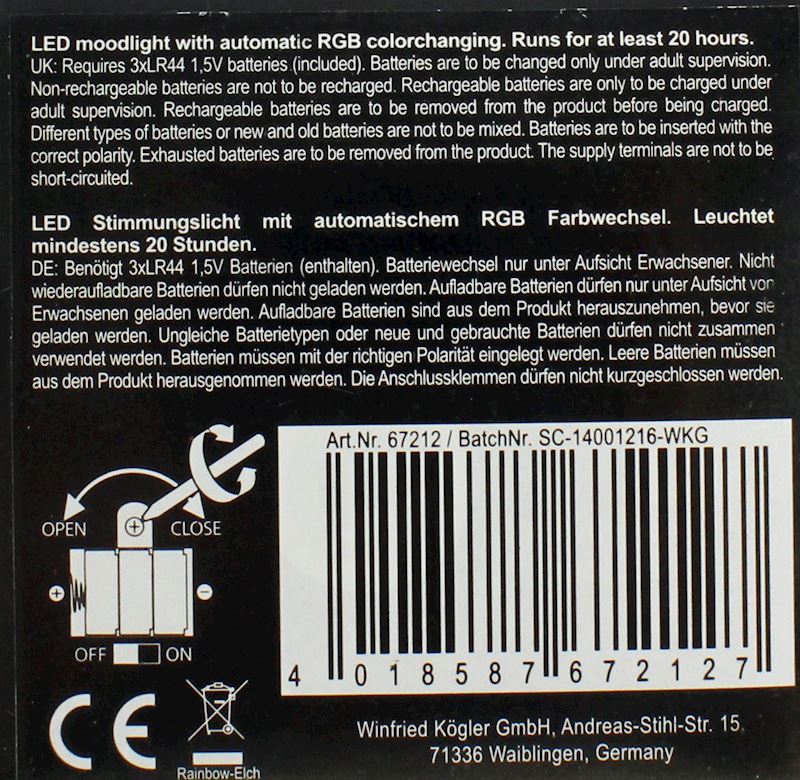 LED moodlight with automatic RGB colorchanging. Runs for at least 20 hours.
UK: Requires 3xLR44 1,5V batteries (included). Batteries are to be changed only under adult supervision.
Non-rechargeable batteries are not to be recharged. Rechargeable batteries are only to be charged under
adult supervision. Rechargeable batteries are to be removed from the product before being charged.
Different types of batteries or new and old batteries are not to be mixed. Batteries are to be inserted with the
correct polarity. Exhausted batteries are to be removed from the product. The supply terminals are not to be
short-circuited.
LED Stimmungslicht mit automatischem RGB Farbwechsel. Leuchtet
mindestens 20 Stunden.
DE: Benötigt 3xLR44 1,5V Batterien (enthalten). Batteriewechsel nur unter Aufsicht Erwachsener. Nicht
wiederaufladbare Batterien dürfen nicht geladen werden. Aufladbare Batterien dürfen nur unter Aufsicht von
Erwachsenen geladen werden. Aufladbare Batterien sind aus dem Produkt herauszunehmen, bevor sie
geladen werden. Ungleiche Batterietypen oder neue und gebrauchte Batterien dürfen nicht zusammen
verwendet werden. Batterien müssen mit der richtigen Polarität eingelegt werden. Leere Batterien müssen
aus dem Produkt herausgenommen werden. Die Anschlussklemmen dürfen nicht kurzgeschlossen werden.
Art.Nr. 67212 / BatchNr. SC-14001216-WKG
OPEN CLOSE
+ −
OFF ON
4 018587 672127
CE
Rainbow-Elch
Winfried Kögler GmbH, Andreas-Stihl-Str. 15
71336 Waiblingen, Germany